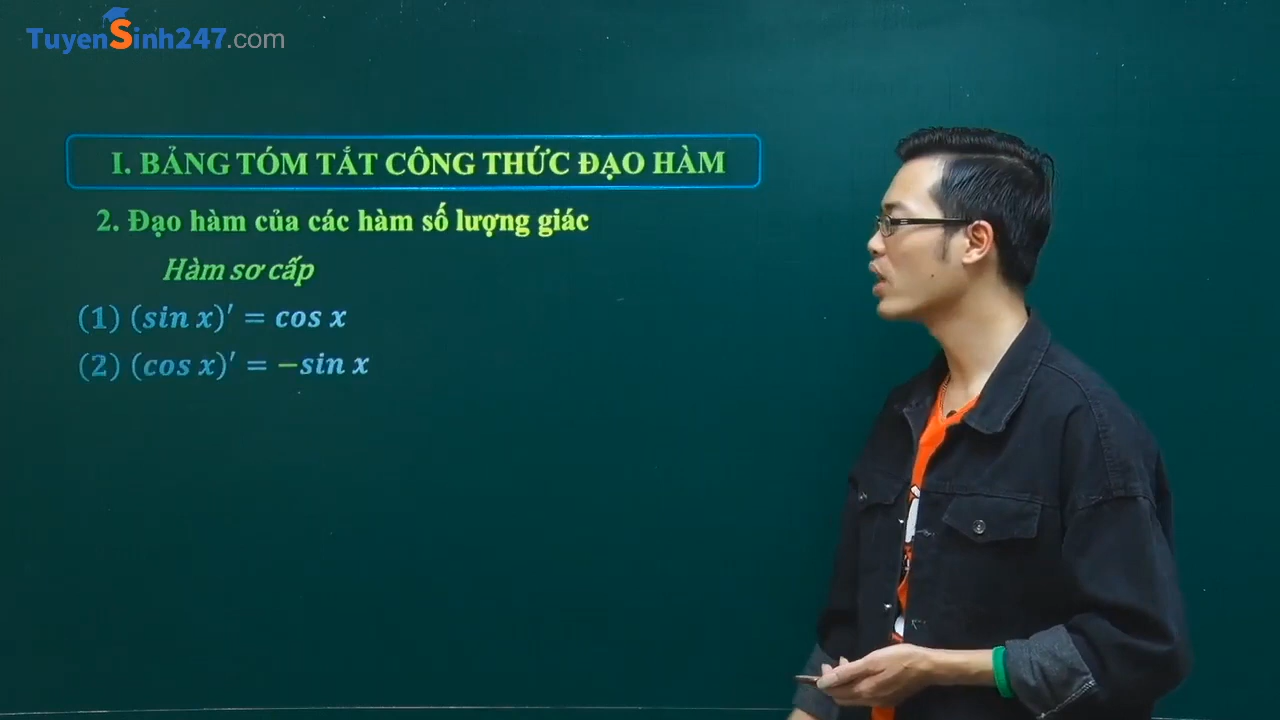 TuyenSinh247.com
I. BẢNG TÓM TẮT CÔNG THỨC ĐẠO HÀM
2. Đạo hàm của các hàm số lượng giác
Hàm sơ cấp
(1) (sin x)′ = cos x
(2) (cos x)′ = −sin x